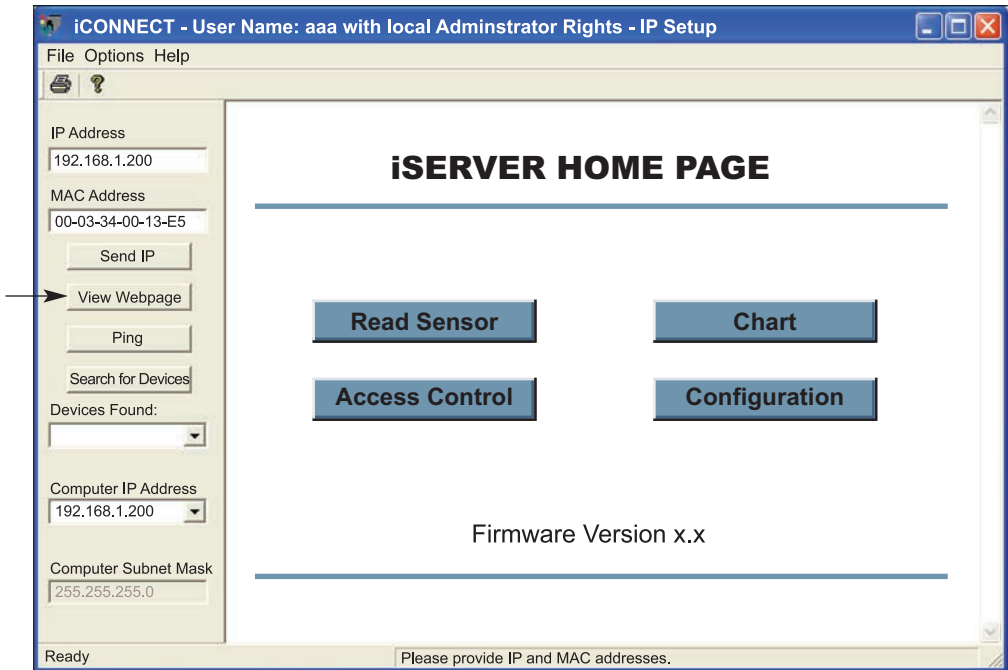 iCONNECT - User Name: aaa with local Adminstrator Rights - IP Setup
File Options Help
IP Address
192.168.1.200
MAC Address
00-03-34-00-13-E5
Send IP
View Webpage
Ping
Search for Devices
Devices Found:
Computer IP Address
192.168.1.200
Computer Subnet Mask
255.255.255.0
iSERVER HOME PAGE
Read Sensor
Chart
Access Control
Configuration
Firmware Version x.x
Ready
Please provide IP and MAC addresses.